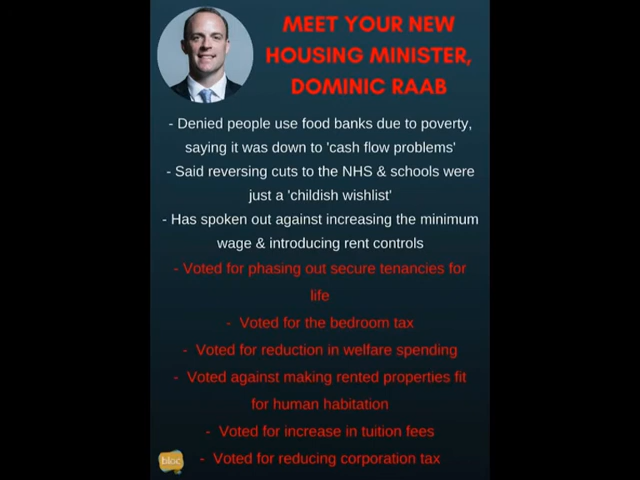 MEET YOUR NEW
HOUSING MINISTER,
DOMINIC RAAB
- Denied people use food banks due to poverty,
saying it was down to 'cash flow problems'
- Said reversing cuts to the NHS & schools were
just a 'childish wishlist'
- Has spoken out against increasing the minimum
wage & introducing rent controls
- Voted for phasing out secure tenancies for
life
- Voted for the bedroom tax
- Voted for reduction in welfare spending
- Voted against making rented properties fit
for human habitation
- Voted for increase in tuition fees
- Voted for reducing corporation tax
bloc